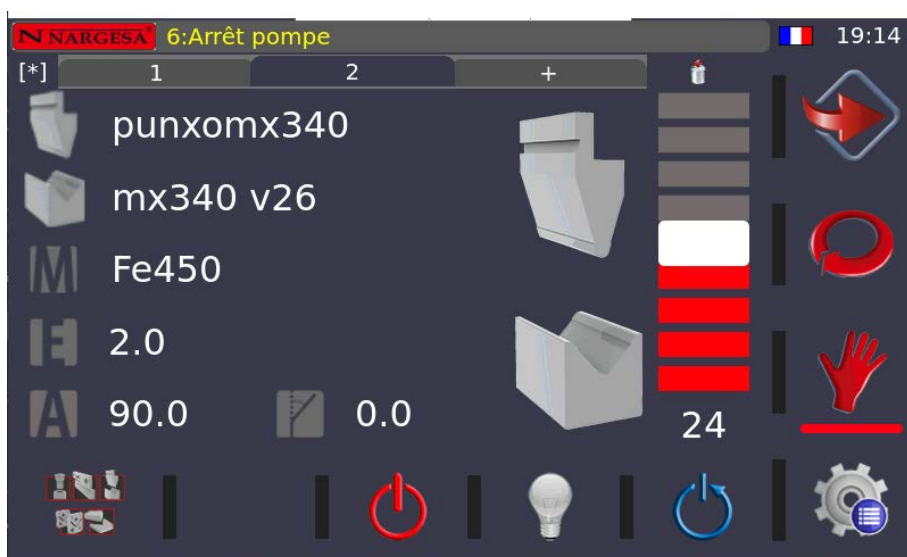 N NARGESA® 6:Arrêt pompe 19:14
[*] 1 2 +
punxomx340
mx340 v26
M Fe450
E 2.0
A 90.0 0.0
24